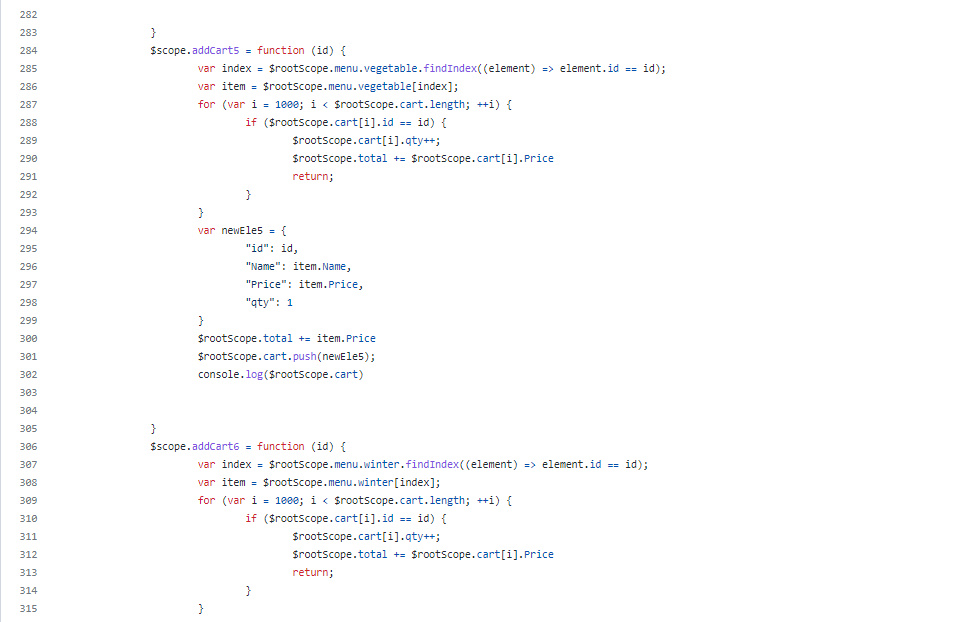 282
283 }
284 $scope.addCart5 = function (id) {
285 var index = $rootScope.menu.vegetable.findIndex((element) => element.id == id);
286 var item = $rootScope.menu.vegetable[index];
287 for (var i = 1000; i < $rootScope.cart.length; ++i) {
288 if ($rootScope.cart[i].id == id) {
289 $rootScope.cart[i].qty++;
290 $rootScope.total += $rootScope.cart[i].Price
291 return;
292 }
293 }
294 var newEle5 = {
295 "id": id,
296 "Name": item.Name,
297 "Price": item.Price,
298 "qty": 1
299 }
300 $rootScope.total += item.Price
301 $rootScope.cart.push(newEle5);
302 console.log($rootScope.cart)
303
304
305 }
306 $scope.addCart6 = function (id) {
307 var index = $rootScope.menu.winter.findIndex((element) => element.id == id);
308 var item = $rootScope.menu.winter[index];
309 for (var i = 1000; i < $rootScope.cart.length; ++i) {
310 if ($rootScope.cart[i].id == id) {
311 $rootScope.cart[i].qty++;
312 $rootScope.total += $rootScope.cart[i].Price
313 return;
314 }
315 }